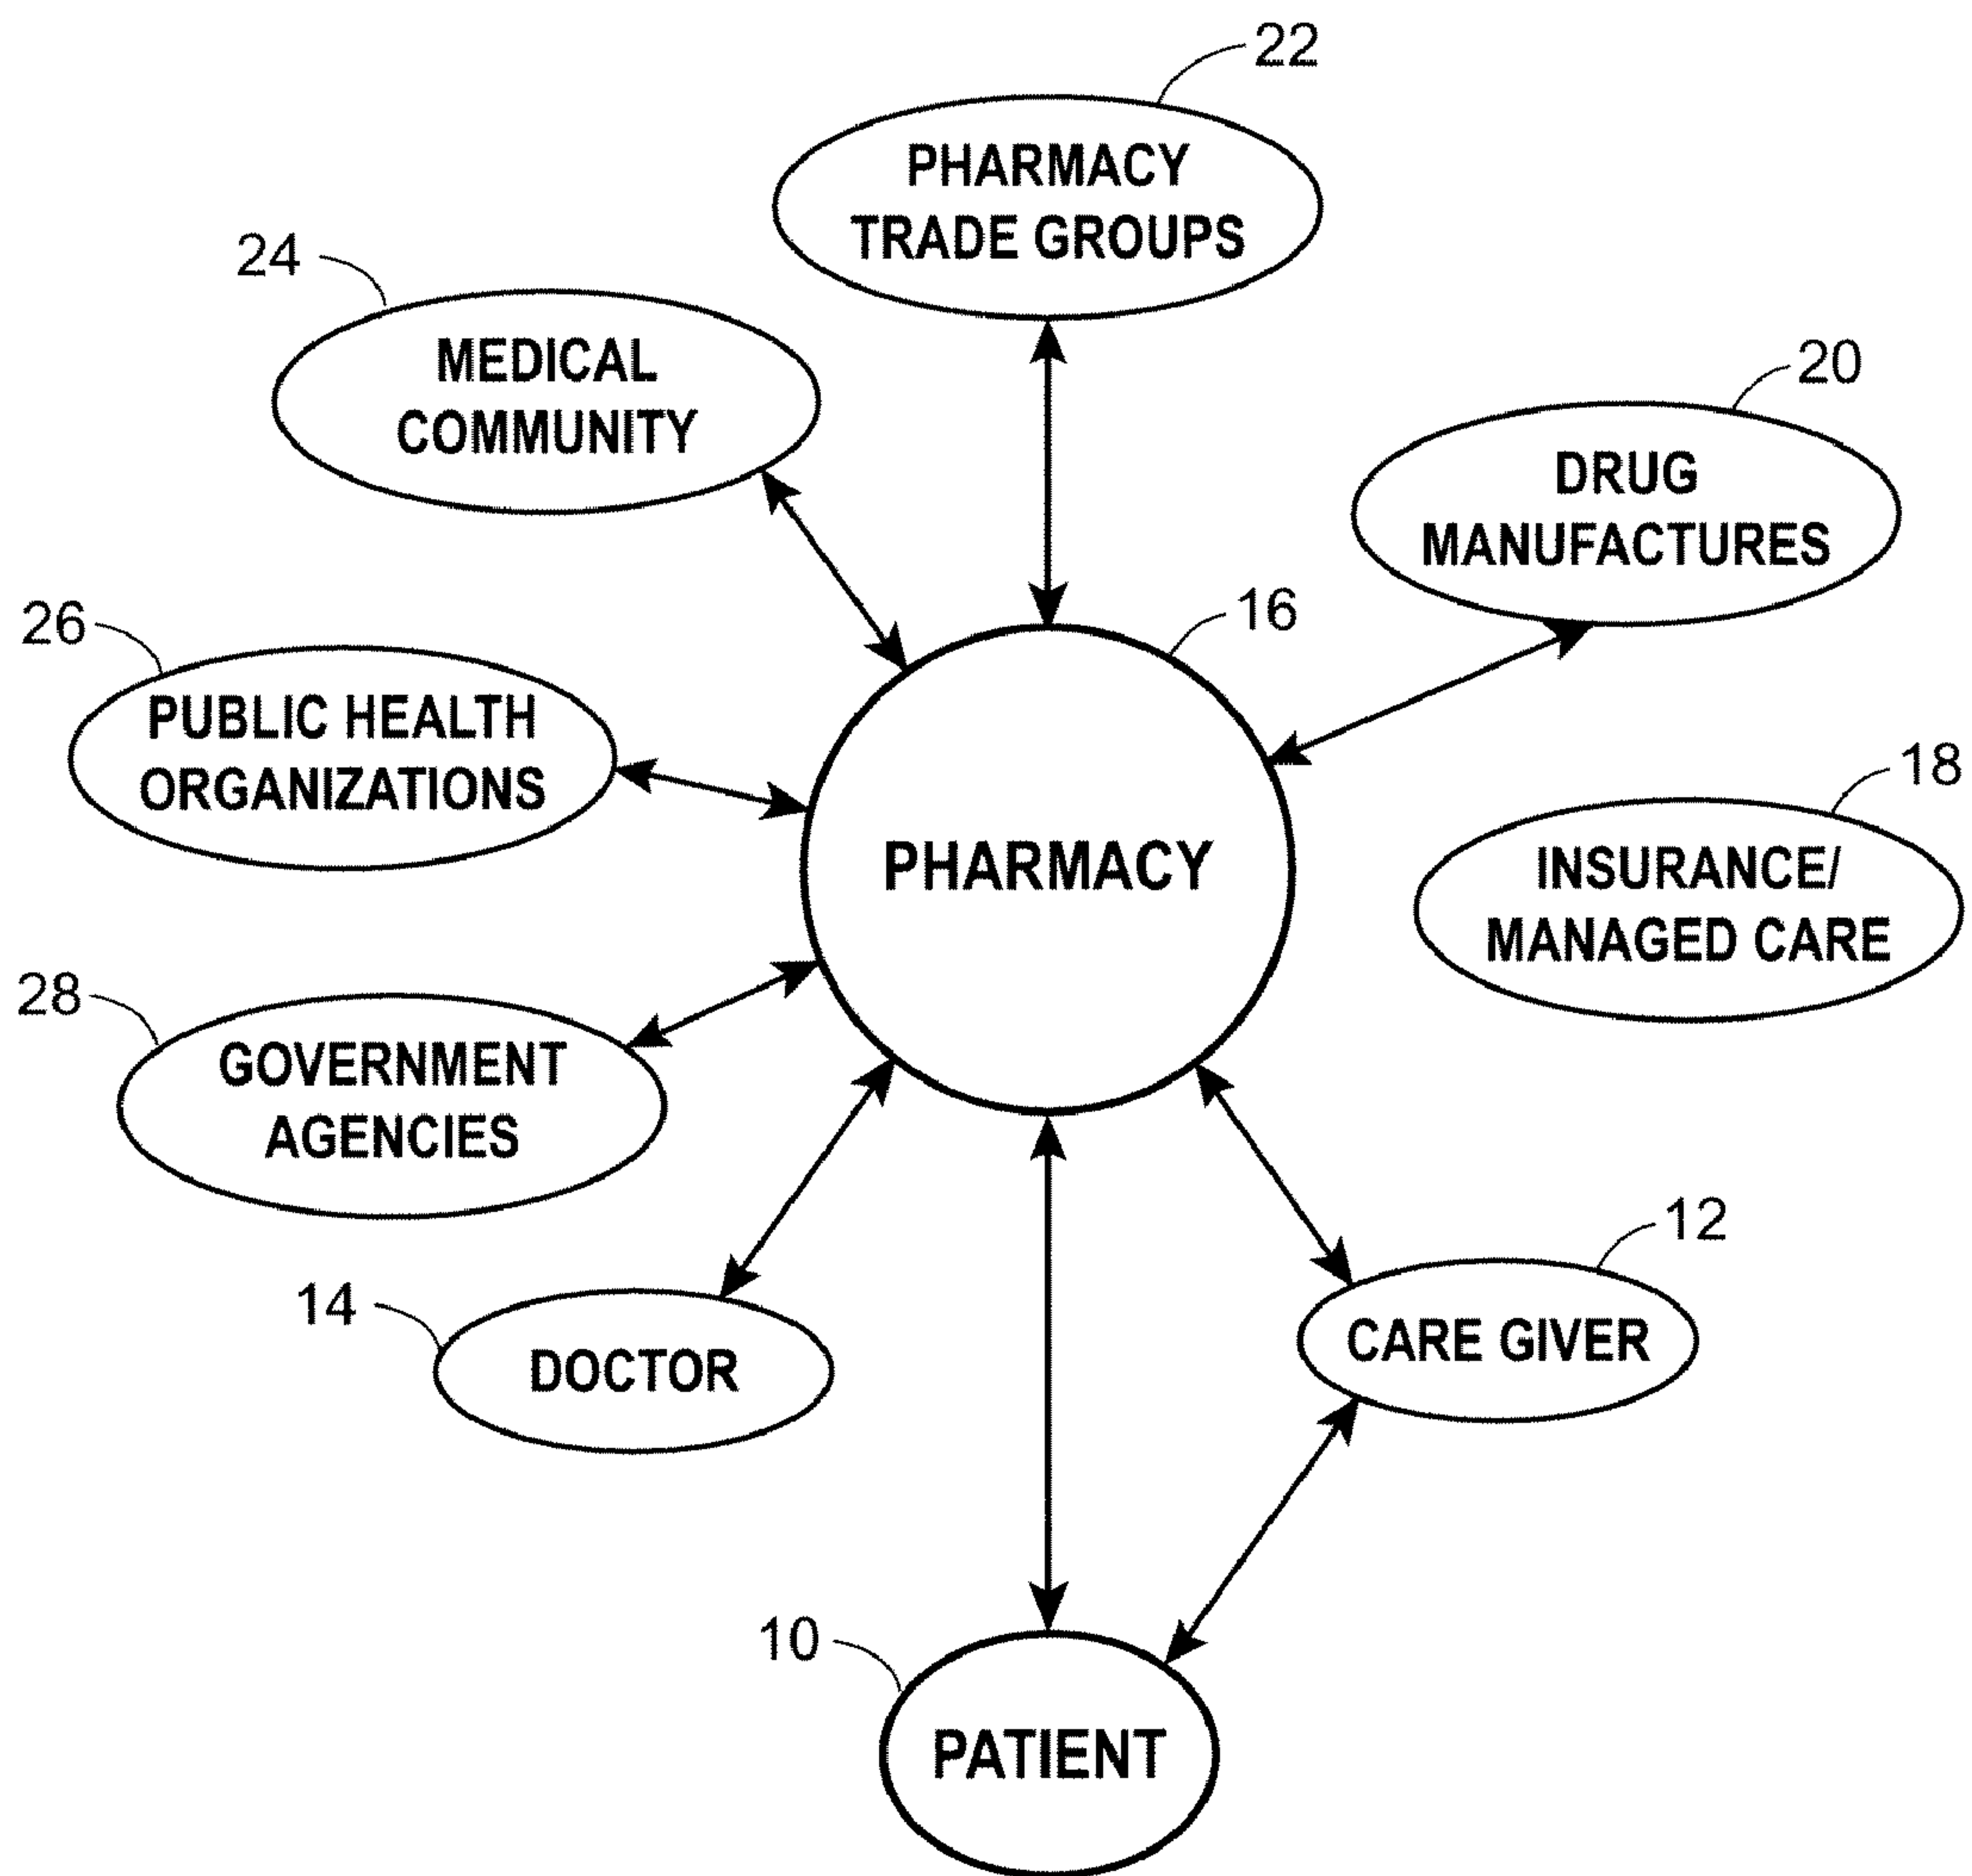 22
PHARMACY
TRADE GROUPS
24
MEDICAL
COMMUNITY
20
DRUG
MANUFACTURES
26
PUBLIC HEALTH
ORGANIZATIONS
16
PHARMACY
18
INSURANCE/
MANAGED CARE
28
GOVERNMENT
AGENCIES
14
DOCTOR
12
CARE GIVER
10
PATIENT